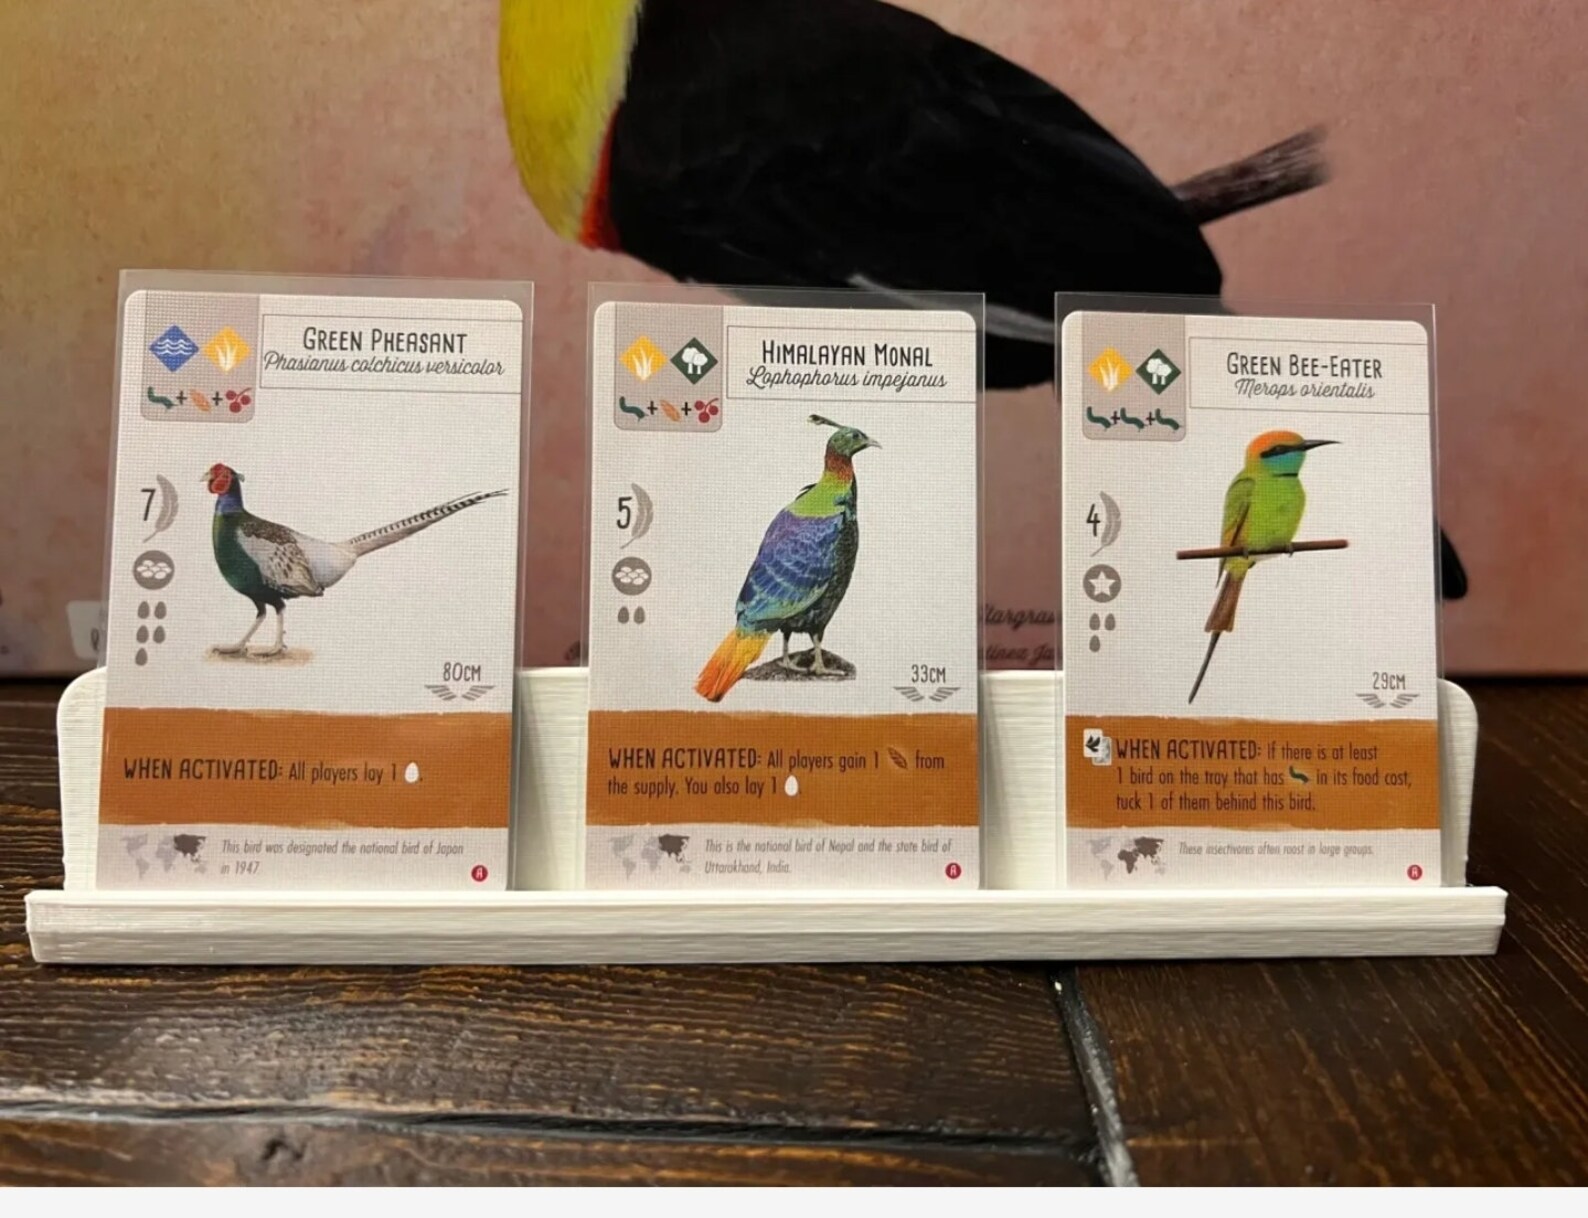 GREEN PHEASANT
Phasianus colchicus versicolor
+ +
7
80CM
WHEN ACTIVATED: All players lay 1 .
This bird was designated the national bird of Japan
in 1947
A
HIMALAYAN MONAL
Lophophorus impejanus
+ +
5
33CM
WHEN ACTIVATED: All players gain 1 from
the supply. You also lay 1 .
This is the national bird of Nepal and the state bird of
Uttarakhand, India.
A
GREEN BEE-EATER
Merops orientalis
+ +
4
29CM
WHEN ACTIVATED: If there is at least
1 bird on the tray that has in its food cost,
tuck 1 of them behind this bird.
These insectivores often roost in large groups.
A